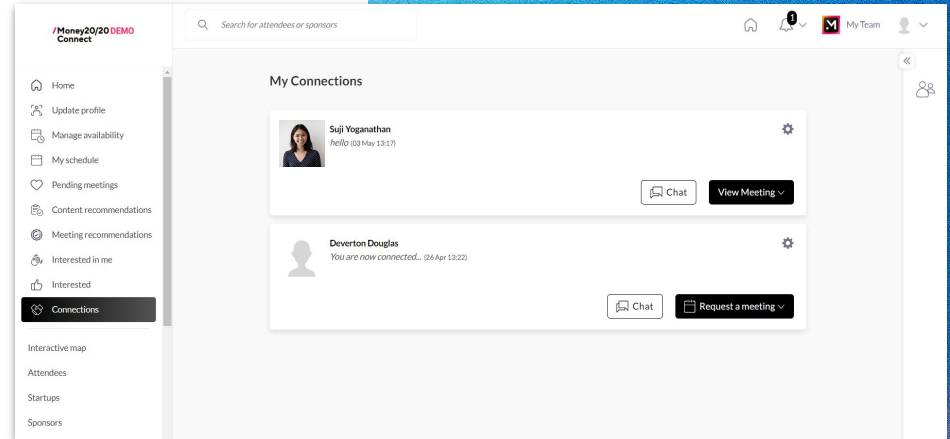 /Money20/20 DEMO
Connect
Search for attendees or sponsors
1
My Team
Home
Update profile
Manage availability
My schedule
Pending meetings
Content recommendations
Meeting recommendations
Interested in me
Interested
Connections
Interactive map
Attendees
Startups
Sponsors
My Connections
Suji Yoganathan
hello (03 May 13:17)
Chat
View Meeting
Deverton Douglas
You are now connected... (26 Apr 13:22)
Chat
Request a meeting